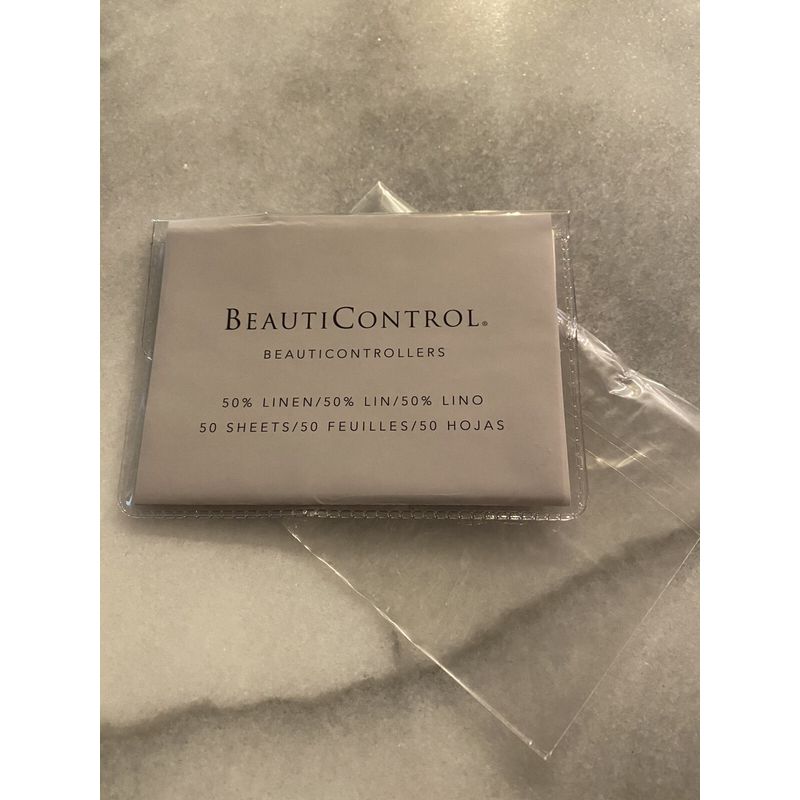 BEAUTICONTROL®
BEAUTICONTROLLERS
50% LINEN/50% LIN/50% LINO
50 SHEETS/50 FEUILLES/50 HOJAS